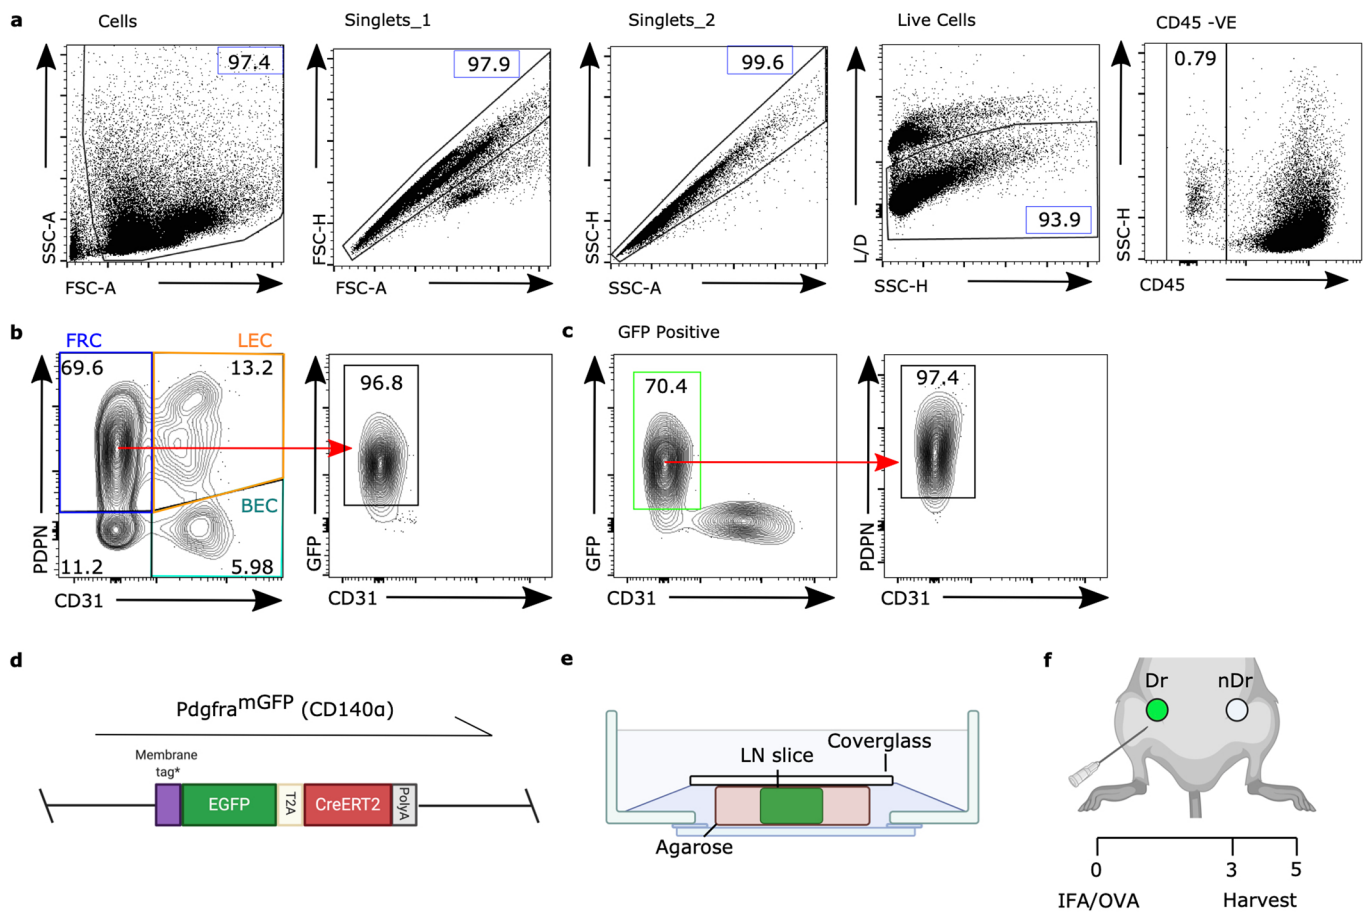 a
Cells
Singlets_1
Singlets_2
Live Cells
CD45 -VE
97.4
97.9
99.6
93.9
0.79
SSC-A
FSC-A
FSC-H
FSC-A
SSC-H
SSC-A
L/D
SSC-H
SSC-H
CD45
b
FRC
LEC
69.6
13.2
BEC
11.2
5.98
PDPN
CD31
96.8
GFP
CD31
c
GFP Positive
70.4
GFP
CD31
97.4
PDPN
CD31
d
Pdgfra mGFP (CD140α)
Membrane
tag*
EGFP
T2A
CreERT2
PolyA
e
LN slice
Coverglass
Agarose
f
Dr
nDr
0
3
5
IFA/OVA
Harvest